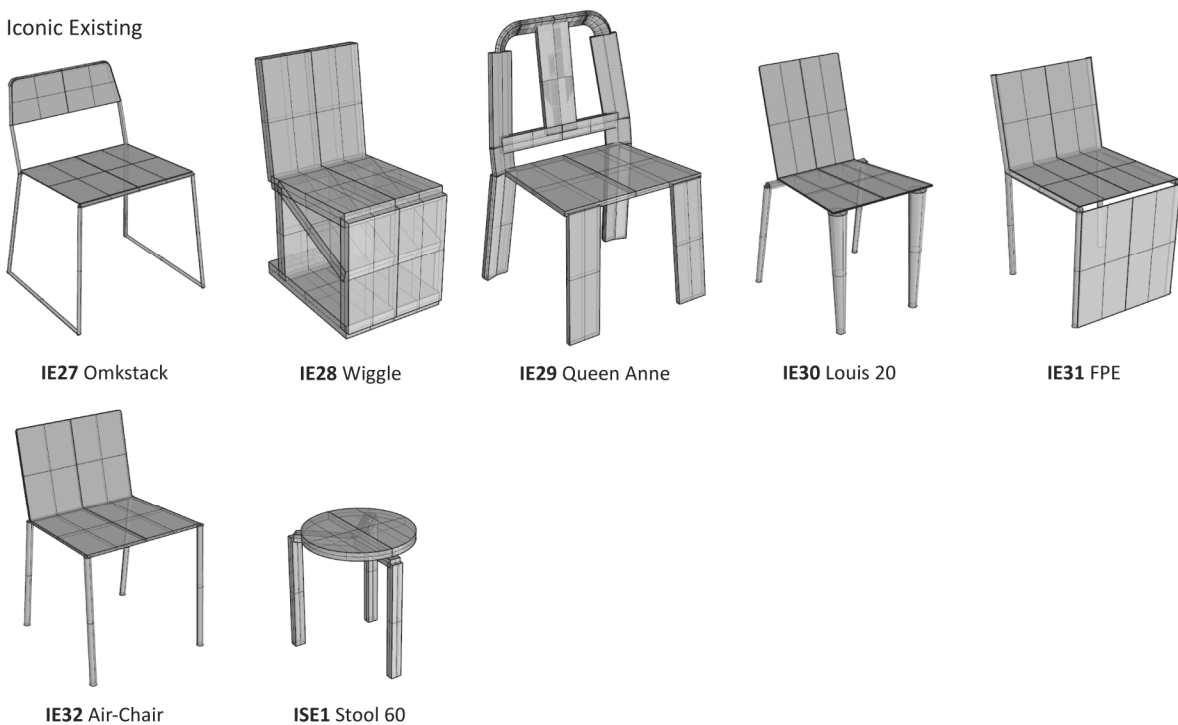 Iconic Existing
IE27 Omkstack
IE28 Wiggle
IE29 Queen Anne
IE30 Louis 20
IE31 FPE
IE32 Air-Chair
ISE1 Stool 60